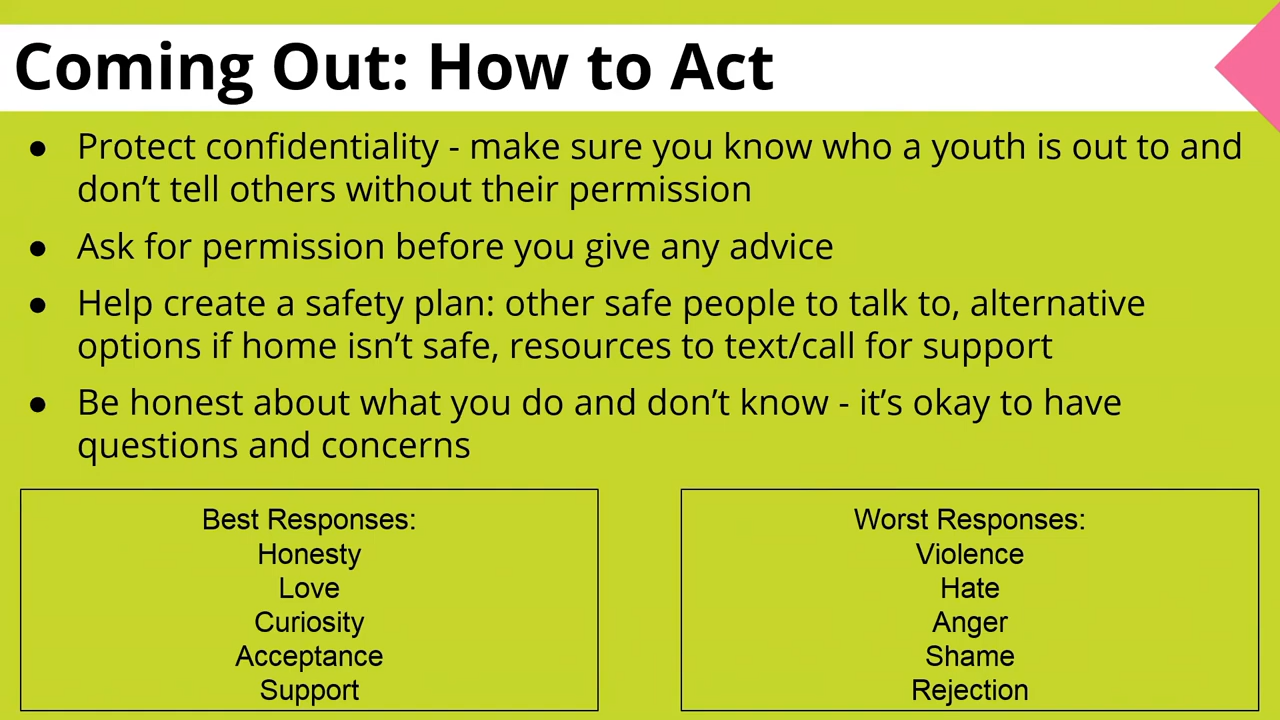 Coming Out: How to Act
● Protect confidentiality - make sure you know who a youth is out to and
don’t tell others without their permission
● Ask for permission before you give any advice
● Help create a safety plan: other safe people to talk to, alternative
options if home isn’t safe, resources to text/call for support
● Be honest about what you do and don’t know - it’s okay to have
questions and concerns
Best Responses:
Honesty
Love
Curiosity
Acceptance
Support
Worst Responses:
Violence
Hate
Anger
Shame
Rejection